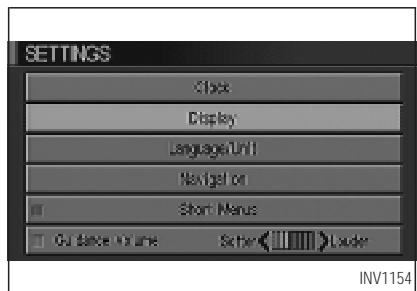 SETTINGS
Clock
Display
Language/Unit
Navigation
Short Menus
Guidance Volume Softer Louder
INV1154